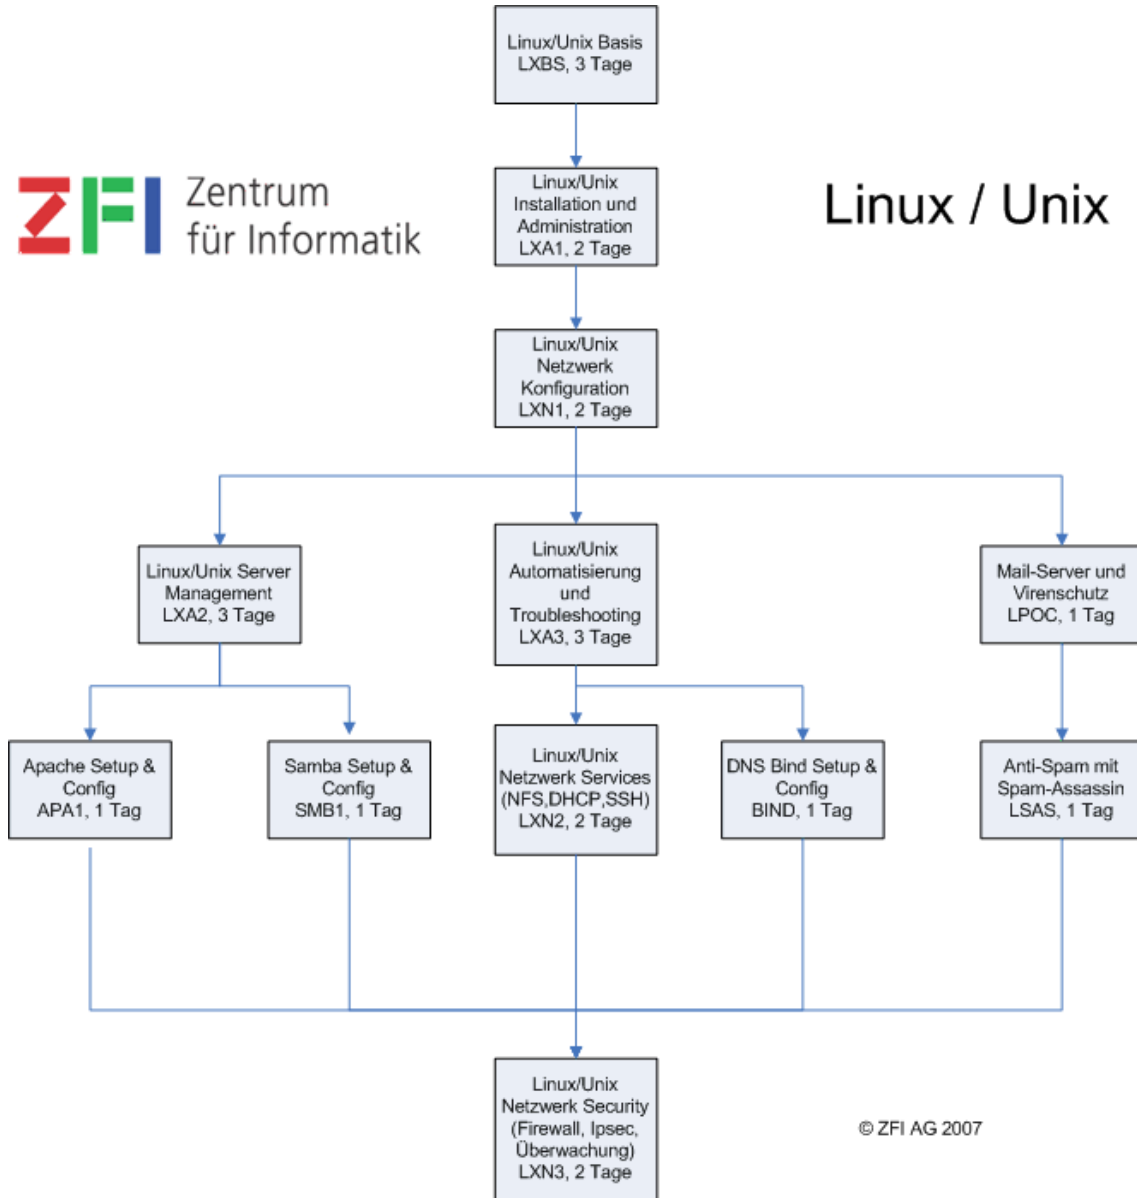 Linux/Unix Basis
LXBS, 3 Tage
ZFI
Zentrum
für Informatik
Linux / Unix
Linux/Unix
Installation und
Administration
LXA1, 2 Tage
Linux/Unix
Netzwerk
Konfiguration
LXN1, 2 Tage
Linux/Unix Server
Management
LXA2, 3 Tage
Linux/Unix
Automatisierung
und
Troubleshooting
LXA3, 3 Tage
Mail-Server und
Virenschutz
LPOC, 1 Tag
Apache Setup &
Config
APA1, 1 Tag
Samba Setup &
Config
SMB1, 1 Tag
Linux/Unix
Netzwerk Services
(NFS,DHCP,SSH)
LXN2, 2 Tage
DNS Bind Setup &
Config
BIND, 1 Tag
Anti-Spam mit
Spam-Assassin
LSAS, 1 Tag
Linux/Unix
Netzwerk Security
(Firewall, Ipsec,
Überwachung)
LXN3, 2 Tage
© ZFI AG 2007